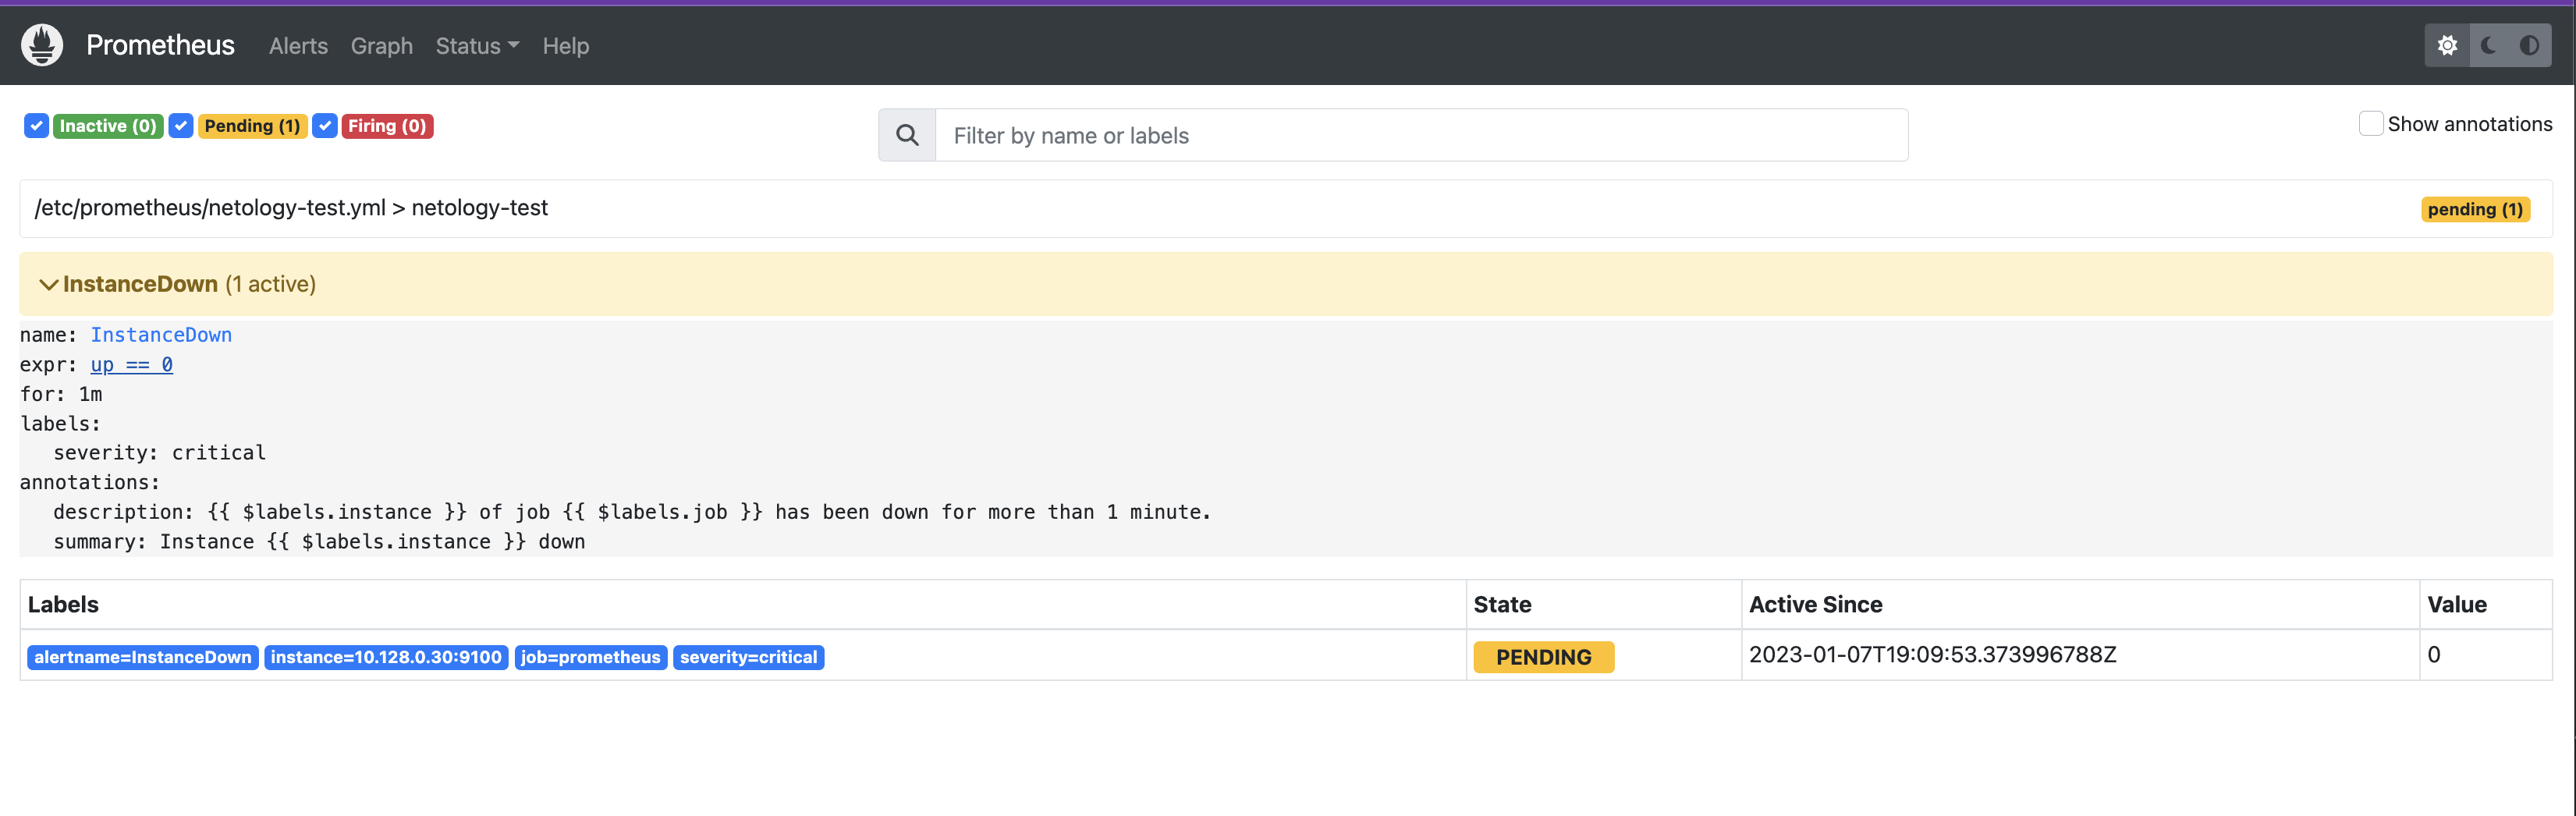 Prometheus Alerts Graph Status Help
Inactive (0) Pending (1) Firing (0) Filter by name or labels Show annotations
/etc/prometheus/netology-test.yml > netology-test pending (1)
InstanceDown (1 active)
name: InstanceDown
expr: up == 0
for: 1m
labels:
severity: critical
annotations:
description: {{ $labels.instance }} of job {{ $labels.job }} has been down for more than 1 minute.
summary: Instance {{ $labels.instance }} down
Labels State Active Since Value
alertname=InstanceDown instance=10.128.0.30:9100 job=prometheus severity=critical PENDING 2023-01-07T19:09:53.373996788Z 0